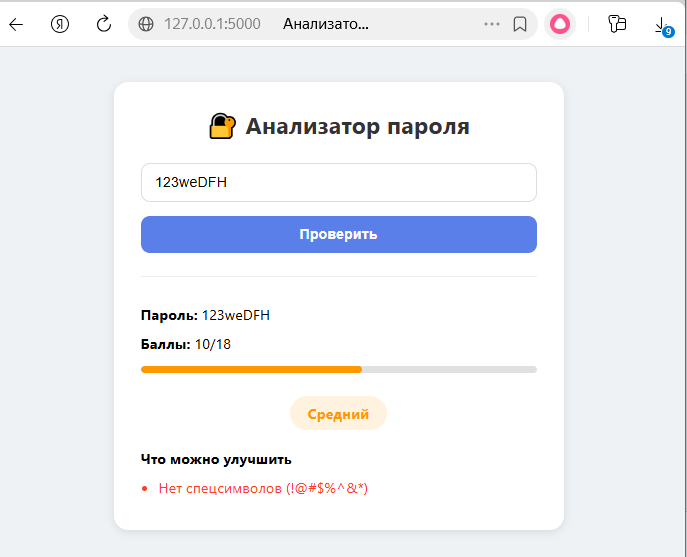 Я 127.0.0.1:5000 Анализато... 9
Анализатор пароля
123weDFH
Проверить
Пароль: 123weDFH
Баллы: 10/18
Средний
Что можно улучшить
• Нет спецсимволов (!@#$%^&*)